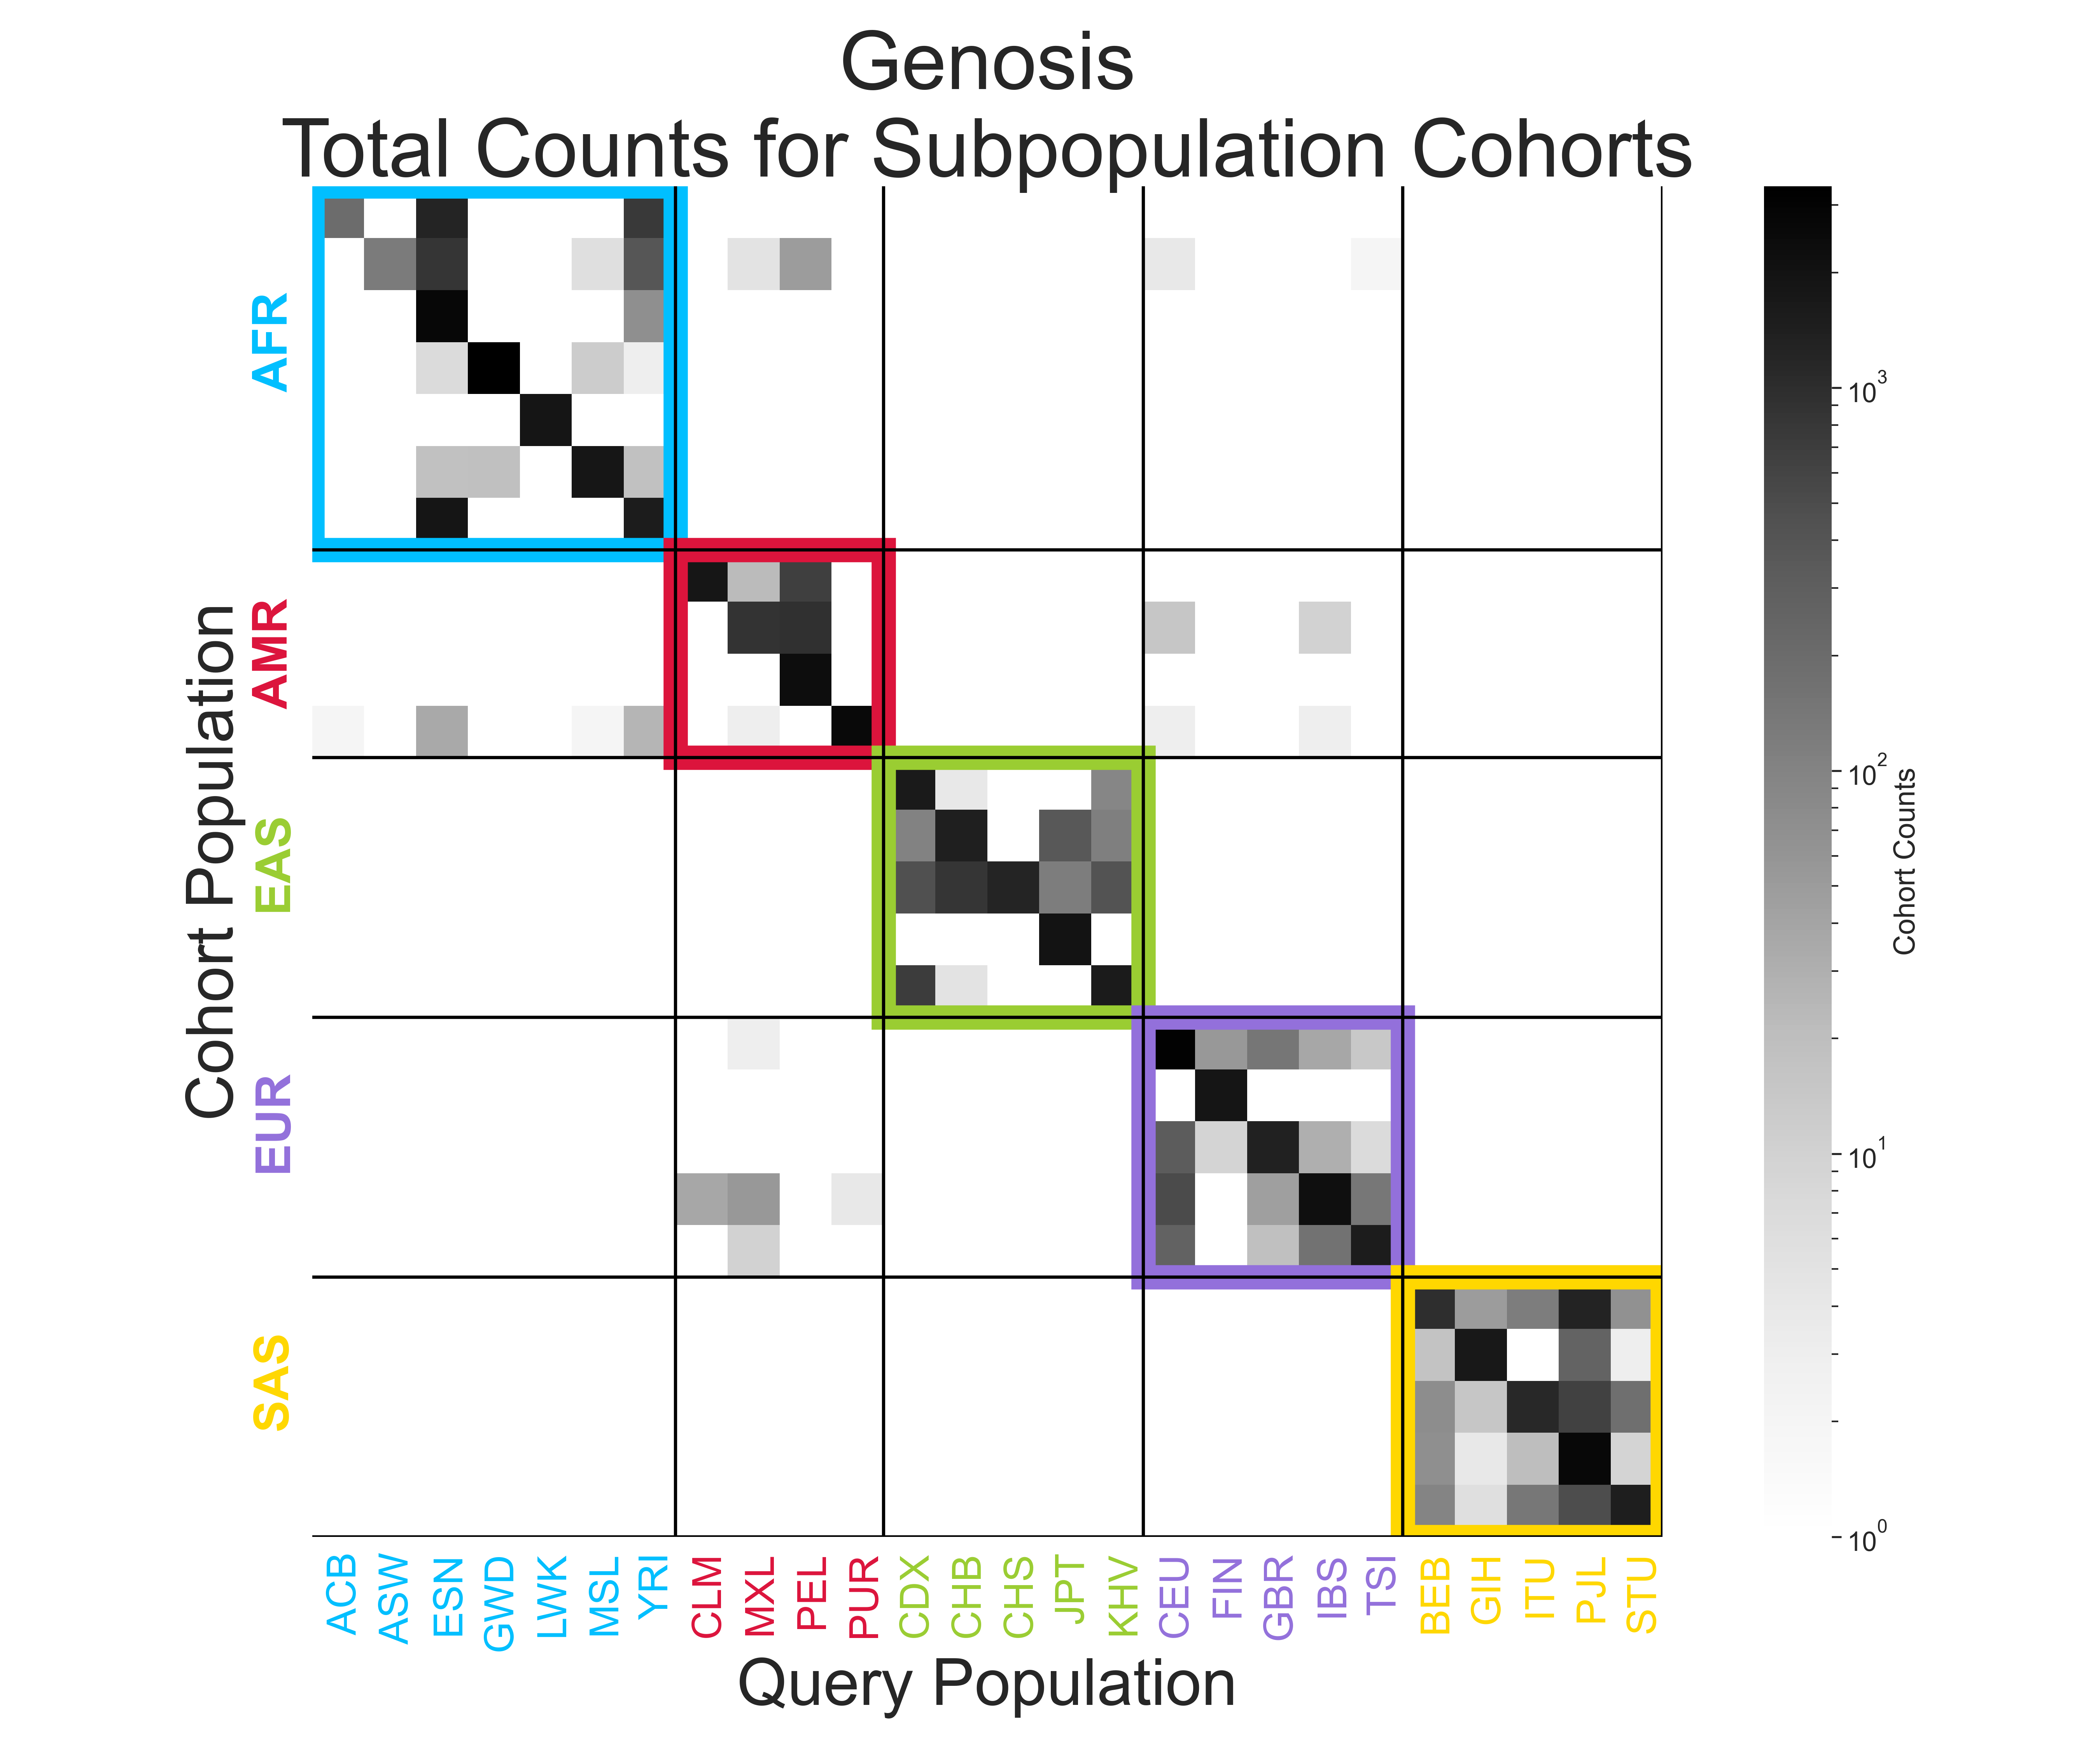 Genosis
Total Counts for Subpopulation Cohorts
Cohort Population
AFR
AMR
EAS
EUR
SAS
ACB
ASW
ESN
GWD
LWK
MSL
YRI
CLM
MXL
PEL
PUR
CDX
CHB
CHS
JPT
KHV
CEU
FIN
GBR
IBS
TSI
BEB
GIH
ITU
PJL
STU
Query Population
10³
10²
10¹
10⁰
Cohort Counts